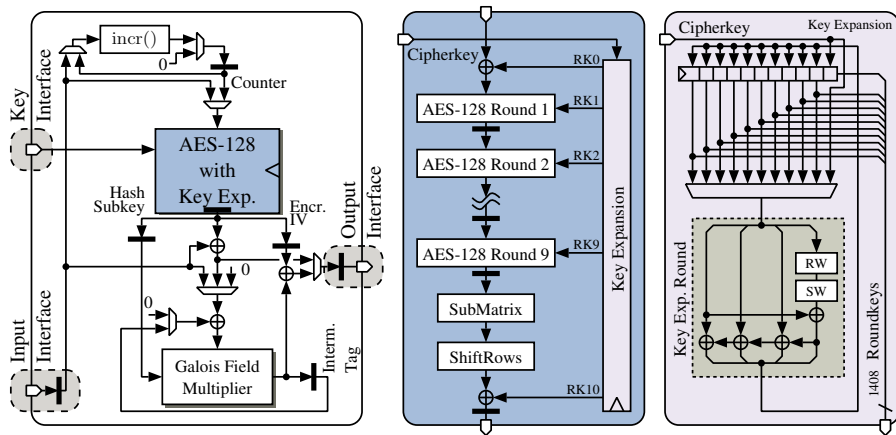 incr()
0
Counter
Key
Interface
AES-128
with
Key Exp.
Hash
Subkey
Encr.
IV
Output
Interface
0
0
Input
Interface
Galois Field
Multiplier
Interm.
Tag
Cipherkey
RK0
AES-128 Round 1
RK1
AES-128 Round 2
RK2
AES-128 Round 9
RK9
SubMatrix
ShiftRows
RK10
Key Expansion
Cipherkey
Key Expansion
Key Exp. Round
RW
SW
Roundkeys
1408